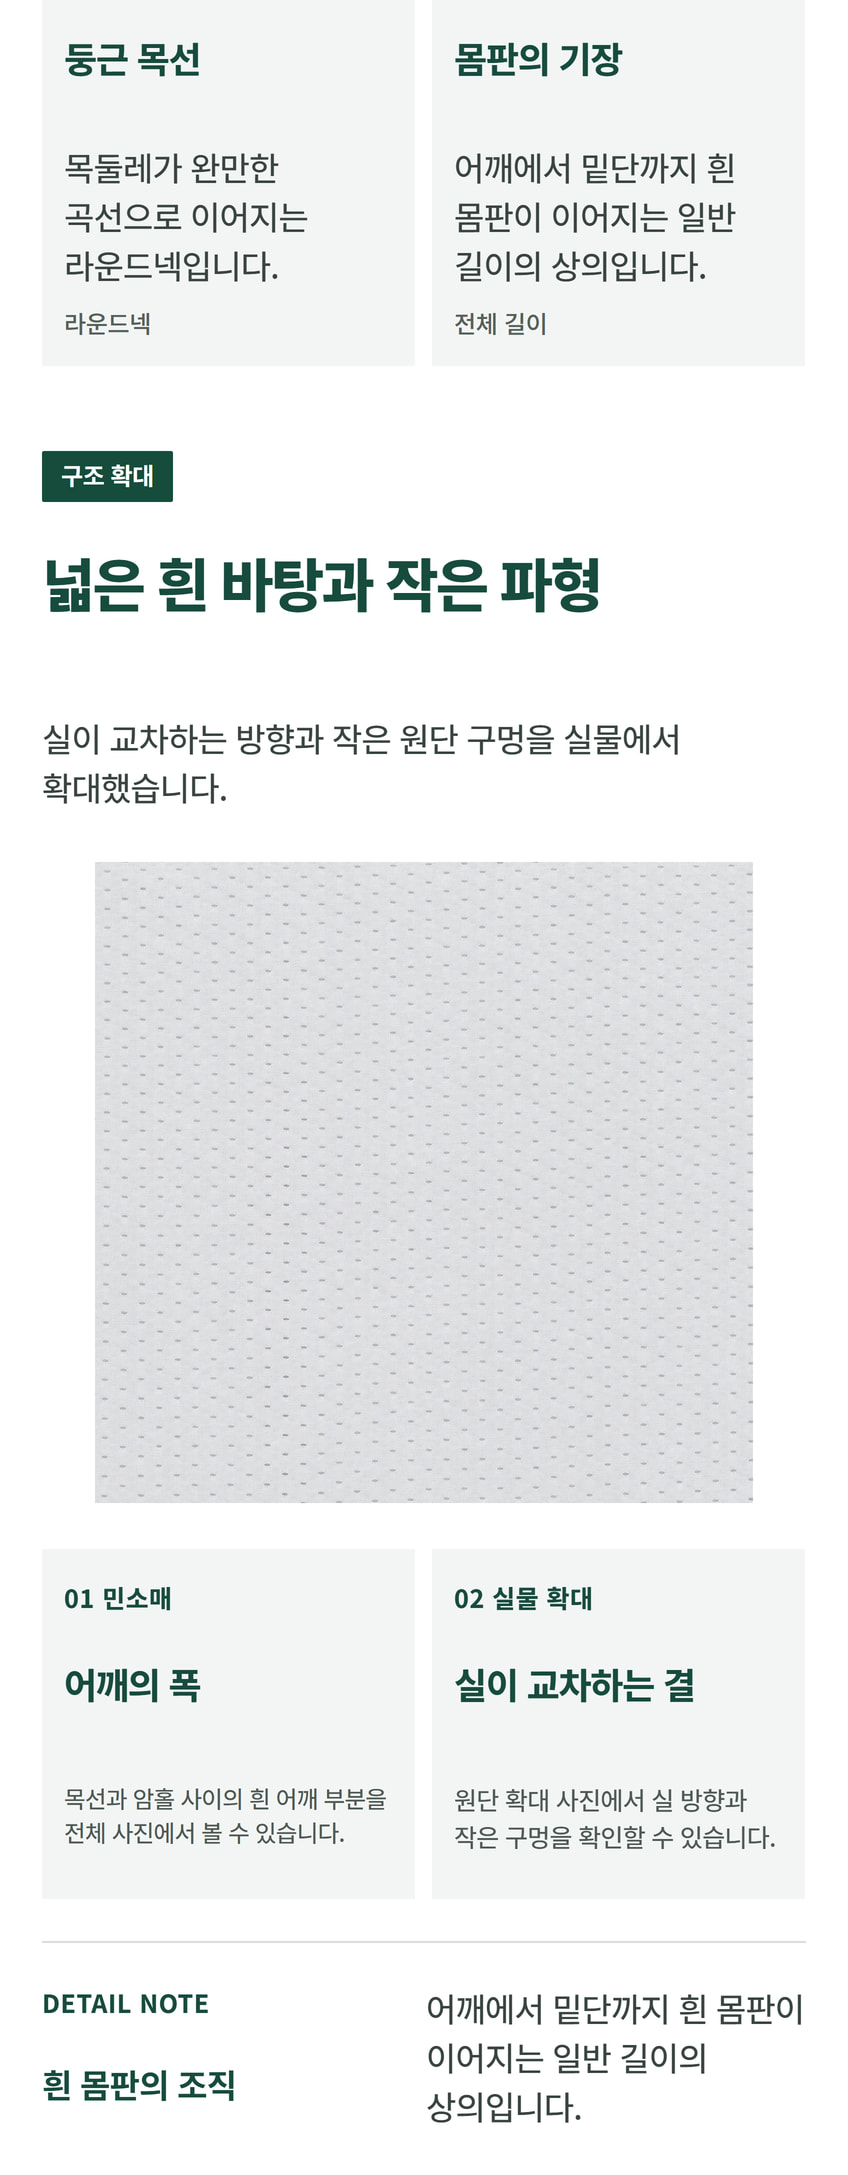 둥근 목선
목둘레가 완만한
곡선으로 이어지는
라운드넥입니다.
라운드넥
몸판의 기장
어깨에서 밑단까지 흰
몸판이 이어지는 일반
길이의 상의입니다.
전체 길이
구조 확대
넓은 흰 바탕과 작은 파형
실이 교차하는 방향과 작은 원단 구멍을 실물에서
확대했습니다.
01 민소매
어깨의 폭
목선과 암홀 사이의 흰 어깨 부분을
전체 사진에서 볼 수 있습니다.
02 실물 확대
실이 교차하는 결
원단 확대 사진에서 실 방향과
작은 구멍을 확인할 수 있습니다.
DETAIL NOTE
흰 몸판의 조직
어깨에서 밑단까지 흰 몸판이
이어지는 일반 길이의
상의입니다.